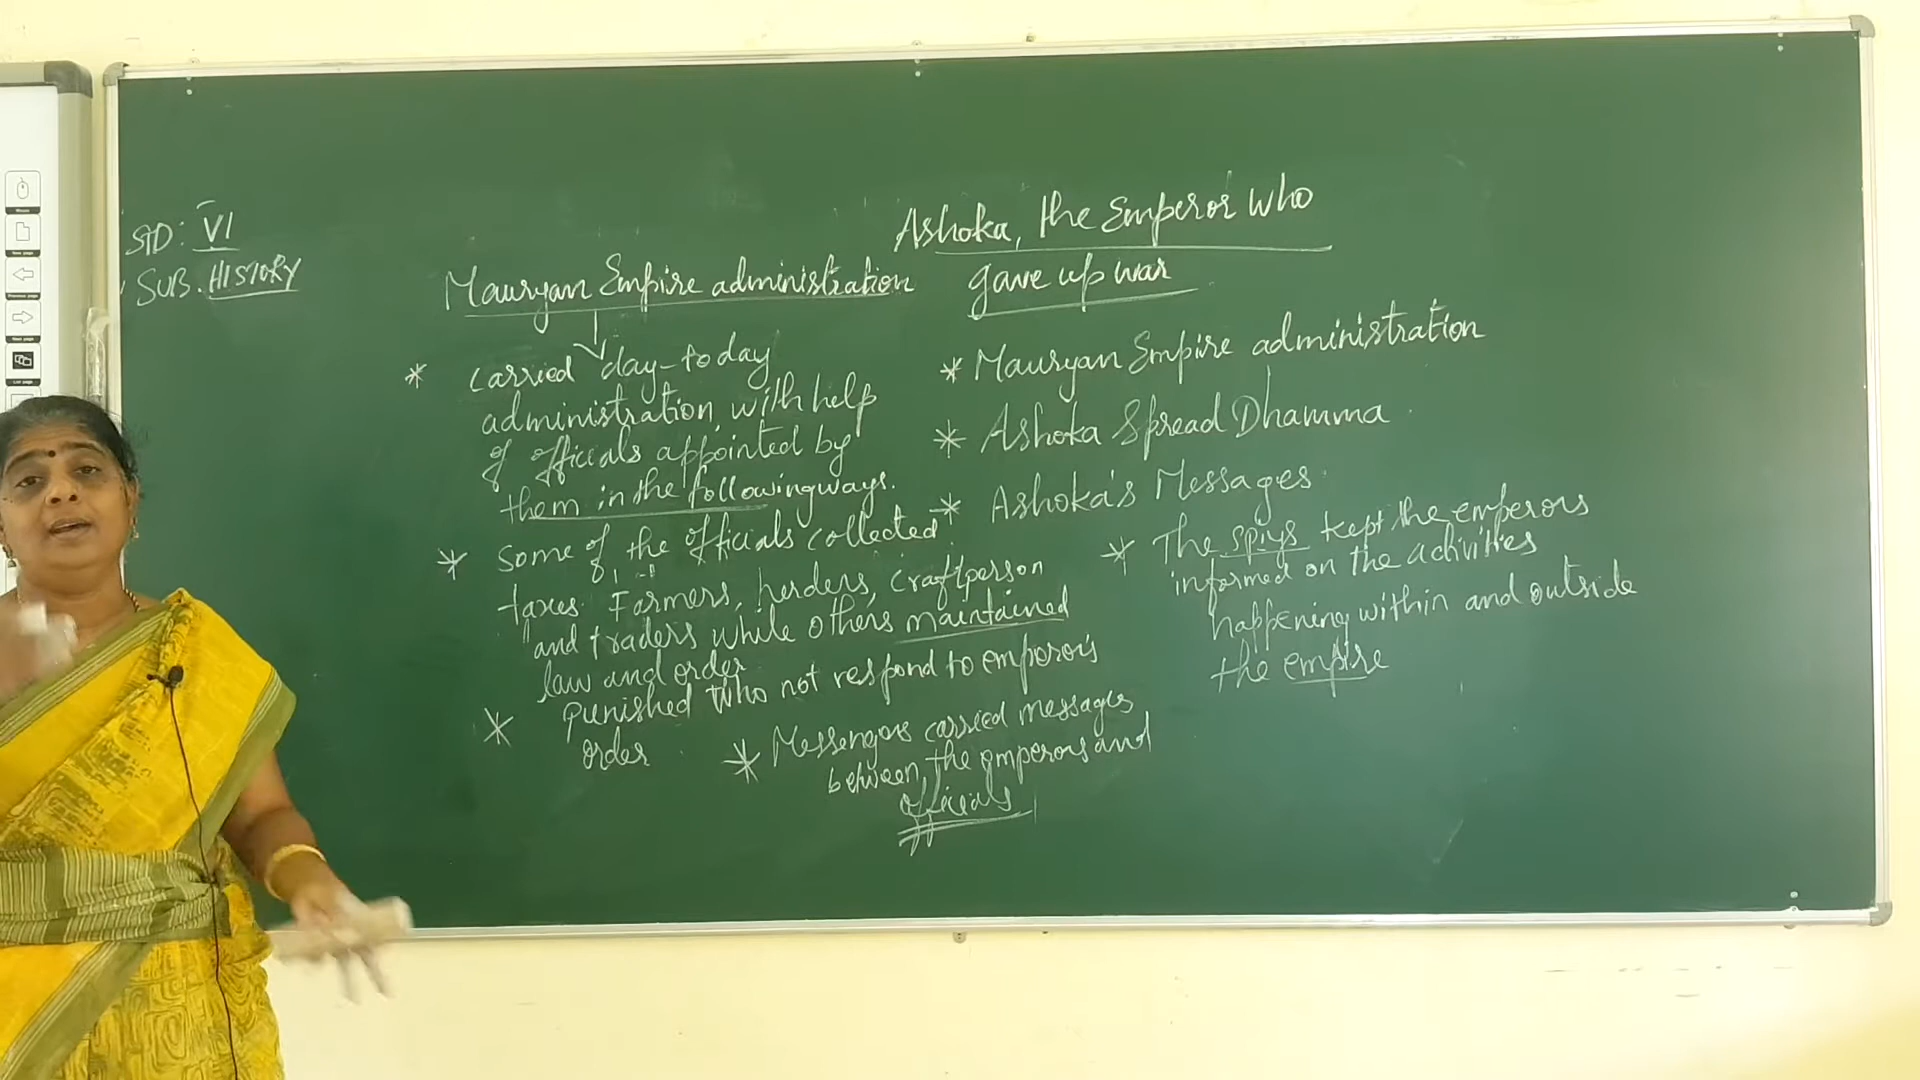 STD: VI
SUB. HISTORY
Ashoka, the Emperor who
gave up war
Mauryan Empire administration
* carried day-today
administration, with help
of officials appointed by
them in the following ways.
* Some of the officials collected
taxes Farmers, herders, craftperson
and traders while others maintained
law and order
* punished who not respond to emperor's
order
* Messengers carried messages
between, the emperors and
officials
* Mauryan Empire administration
* Ashoka Spread Dhamma
* Ashoka's Messages
* The spiys kept the emperors
informed on the activities
happening within and outside
the empire